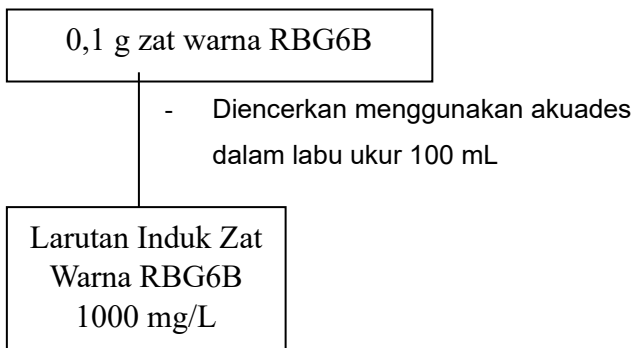 0,1 g zat warna RBG6B
- Diencerkan menggunakan akuades
dalam labu ukur 100 mL
Larutan Induk Zat
Warna RBG6B
1000 mg/L